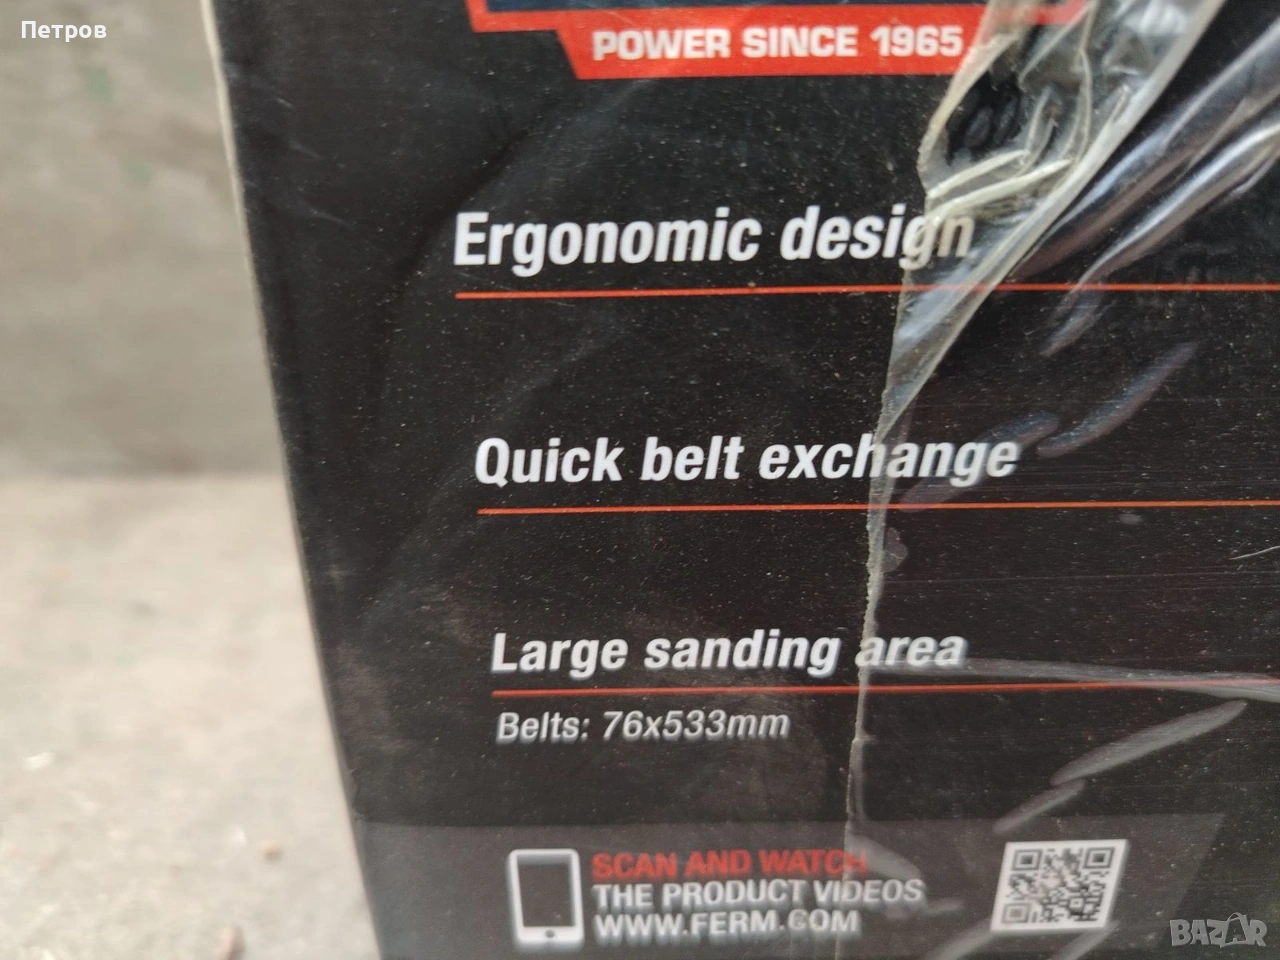 Петров
POWER SINCE 1965
Ergonomic design
Quick belt exchange
Large sanding area
Belts: 76x533mm
SCAN AND WATCH
THE PRODUCT VIDEOS
WWW.FERM.COM
BAZAR